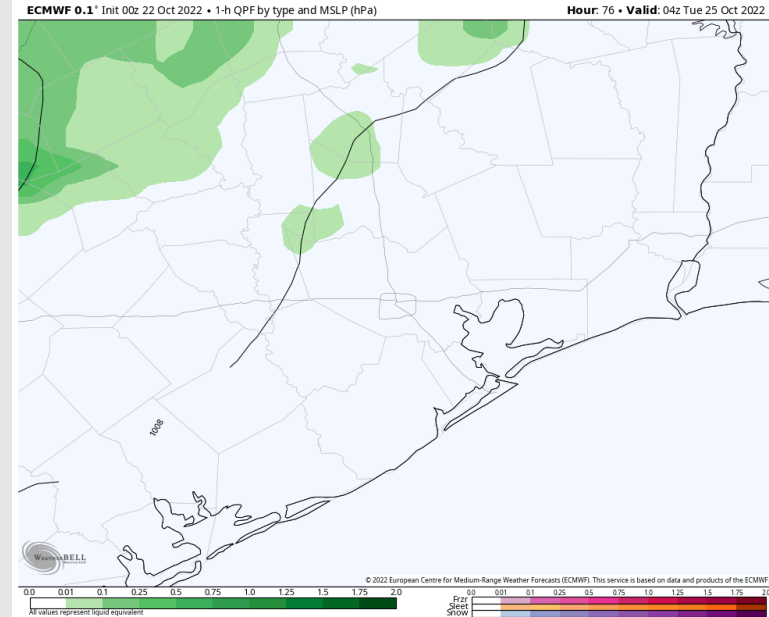 ECMWF 0.1° Init 00z 22 Oct 2022 • 1-h QPF by type and MSLP (hPa)
Hour: 76 • Valid: 04z Tue 25 Oct 2022
1008
WEATHERBELL
© 2022 European Centre for Medium-Range Weather Forecasts (ECMWF). This service is based on data and products of the ECMWF.
0.0 0.01 0.1 0.25 0.5 0.75 1.0 1.25 1.5 1.75 2.0
All values represent liquid equivalent
0.0 0.01 0.1 0.25 0.5 0.75 1.0 1.25 1.5 1.75 2.0
Frzr
Sleet
Snow